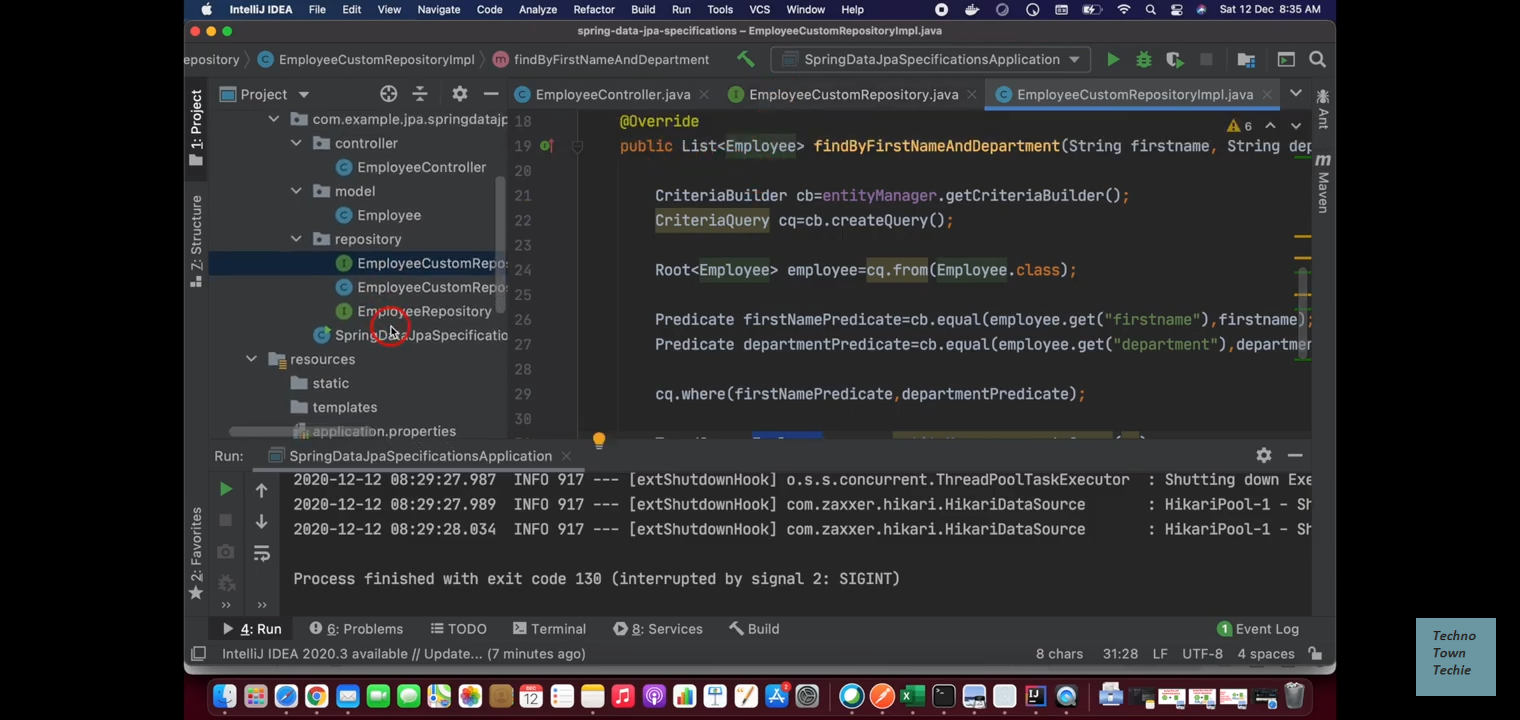 IntelliJ IDEA File Edit View Navigate Code Analyze Refactor Build Run Tools VCS Window Help Sat 12 Dec 8:35 AM
spring-data-jpa-specifications – EmployeeCustomRepositoryImpl.java
epository EmployeeCustomRepositoryImpl findByFirstNameAndDepartment SpringDataJpaSpecificationsApplication
Project EmployeeController.java EmployeeCustomRepository.java EmployeeCustomRepositoryImpl.java
1: Project
Z: Structure
2: Favorites
com.example.jpa.springdatajp
controller
EmployeeController
model
Employee
repository
EmployeeCustomRepos
EmployeeCustomRepos
EmployeeRepository
SpringDataJpaSpecificatio
resources
static
templates
application.properties
18 @Override
19 public List<Employee> findByFirstNameAndDepartment(String firstname, String dep
20
21 CriteriaBuilder cb=entityManager.getCriteriaBuilder();
22 CriteriaQuery cq=cb.createQuery();
23
24 Root<Employee> employee=cq.from(Employee.class);
25
26 Predicate firstNamePredicate=cb.equal(employee.get("firstname"),firstname);
27 Predicate departmentPredicate=cb.equal(employee.get("department"),departmen
28
29 cq.where(firstNamePredicate,departmentPredicate);
30
6
Ant
m Maven
Run: SpringDataJpaSpecificationsApplication
2020-12-12 08:29:27.987 INFO 917 --- [extShutdownHook] o.s.s.concurrent.ThreadPoolTaskExecutor : Shutting down Exe
2020-12-12 08:29:27.989 INFO 917 --- [extShutdownHook] com.zaxxer.hikari.HikariDataSource : HikariPool-1 - Sh
2020-12-12 08:29:28.034 INFO 917 --- [extShutdownHook] com.zaxxer.hikari.HikariDataSource : HikariPool-1 - Sh
Process finished with exit code 130 (interrupted by signal 2: SIGINT)
4: Run 6: Problems TODO Terminal 8: Services Build 1 Event Log
IntelliJ IDEA 2020.3 available // Update... (7 minutes ago) 8 chars 31:28 LF UTF-8 4 spaces
Techno
Town
Techie